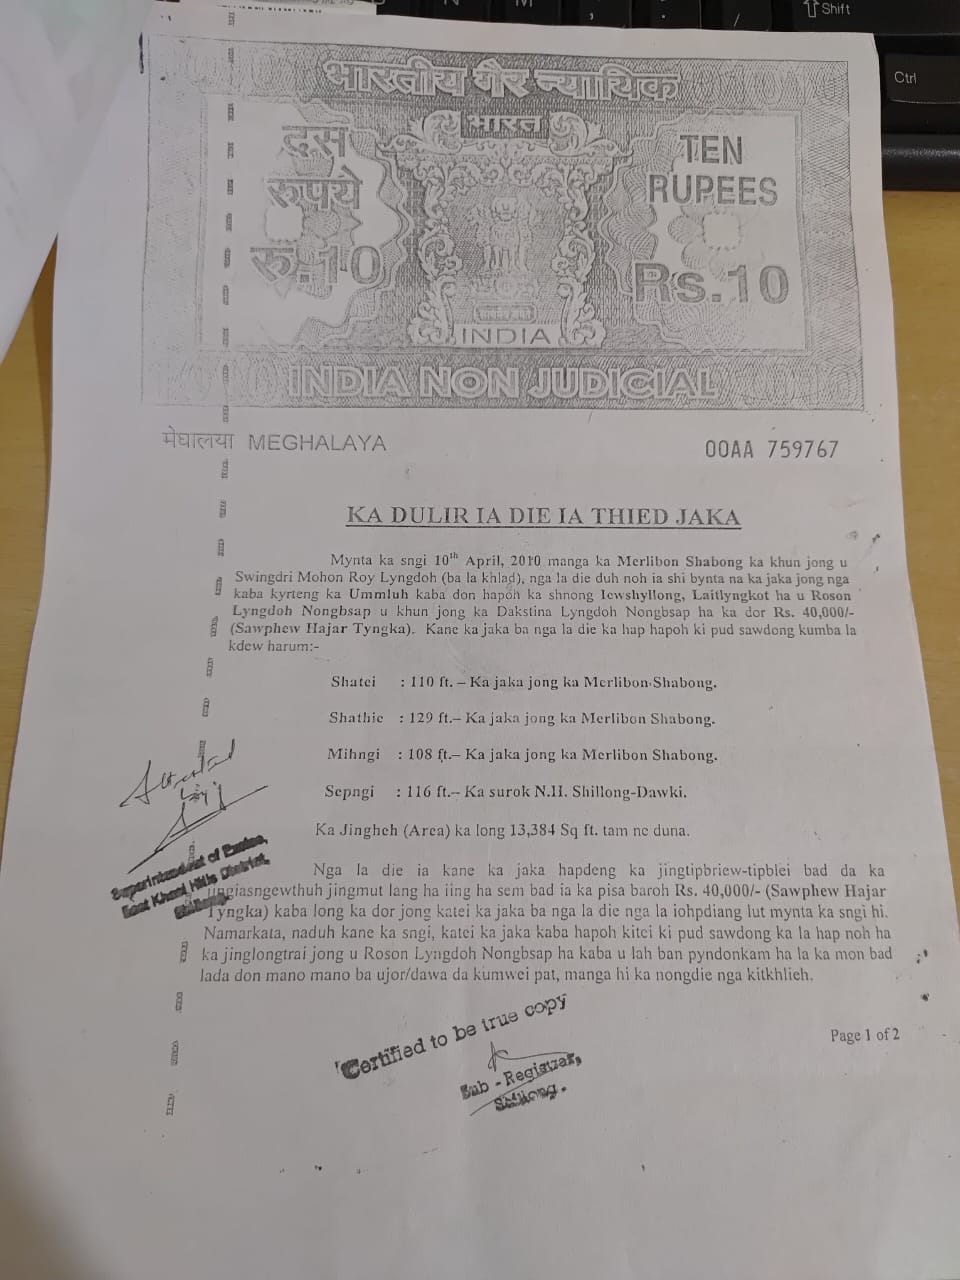 Shift
Ctrl
भारतीय गैर न्यायिक
भारत
दस
रुपये
रु.10
TEN
RUPEES
Rs.10
सत्यमेव जयते
INDIA
INDIA NON JUDICIAL
मेघालया MEGHALAYA
00AA 759767
KA DULIR IA DIE IA THIED JAKA
Mynta ka sngi 10th April, 2010 manga ka Merlibon Shabong ka khun jong u
Swingdri Mohon Roy Lyngdoh (ba la khlad), nga la die duh noh ia shi bynta na ka jaka jong nga
kaba kyrteng ka Ummluh kaba don hapoh ka shnong Iewshyllong, Laitlyngkot ha u Roson
Lyngdoh Nongbsap u khun jong ka Dakstina Lyngdoh Nongbsap ha ka dor Rs. 40,000/-
(Sawphew Hajar Tyngka). Kane ka jaka ba nga la die ka hap hapoh ki pud sawdong kumba la
kdew harum:-
Shatei : 110 ft. – Ka jaka jong ka Merlibon Shabong.
Shathie : 129 ft.– Ka jaka jong ka Merlibon Shabong.
Mihngi : 108 ft.– Ka jaka jong ka Merlibon Shabong.
Sepngi : 116 ft.– Ka surok N.H. Shillong-Dawki.
Ka Jingheh (Area) ka long 13,384 Sq ft. tam ne duna.
Attested
Superintendent of Excise,
East Khasi Hills District,
Shillong.
Nga la die ia kane ka jaka hapdeng ka jingtipbriew-tipblei bad da ka
jingiasngewthuh jingmut lang ha iing ha sem bad ia ka pisa baroh Rs. 40,000/- (Sawphew Hajar
Tyngka) kaba long ka dor jong katei ka jaka ba nga la die nga la iohpdiang lut mynta ka sngi hi.
Namarkata, naduh kane ka sngi, katei ka jaka kaba hapoh kitei ki pud sawdong ka la hap noh ha
ka jinglongtrai jong u Roson Lyngdoh Nongbsap ha kaba u lah ban pyndonkam ha la ka mon bad
lada don mano mano ba ujor/dawa da kumwei pat, manga hi ka nongdie nga kitkhlieh.
Page 1 of 2
Certified to be true copy
Sub - Registrar,
Shillong.